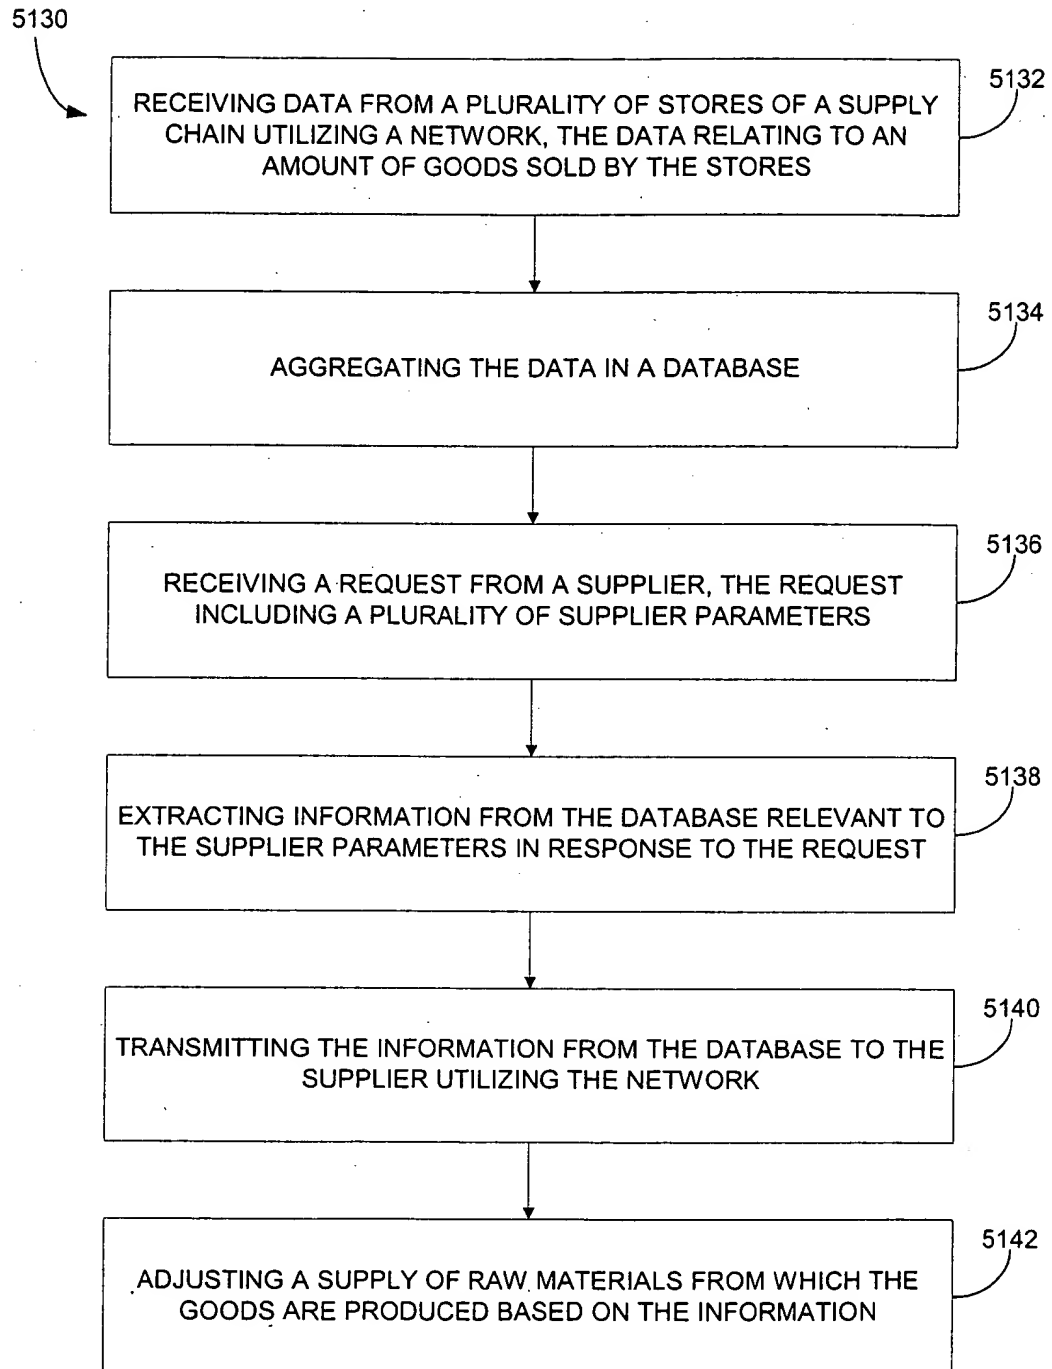 5130
5132
RECEIVING DATA FROM A PLURALITY OF STORES OF A SUPPLY
CHAIN UTILIZING A NETWORK, THE DATA RELATING TO AN
AMOUNT OF GOODS SOLD BY THE STORES
5134
AGGREGATING THE DATA IN A DATABASE
5136
RECEIVING A REQUEST FROM A SUPPLIER, THE REQUEST
INCLUDING A PLURALITY OF SUPPLIER PARAMETERS
5138
EXTRACTING INFORMATION FROM THE DATABASE RELEVANT TO
THE SUPPLIER PARAMETERS IN RESPONSE TO THE REQUEST
5140
TRANSMITTING THE INFORMATION FROM THE DATABASE TO THE
SUPPLIER UTILIZING THE NETWORK
5142
ADJUSTING A SUPPLY OF RAW MATERIALS FROM WHICH THE
GOODS ARE PRODUCED BASED ON THE INFORMATION